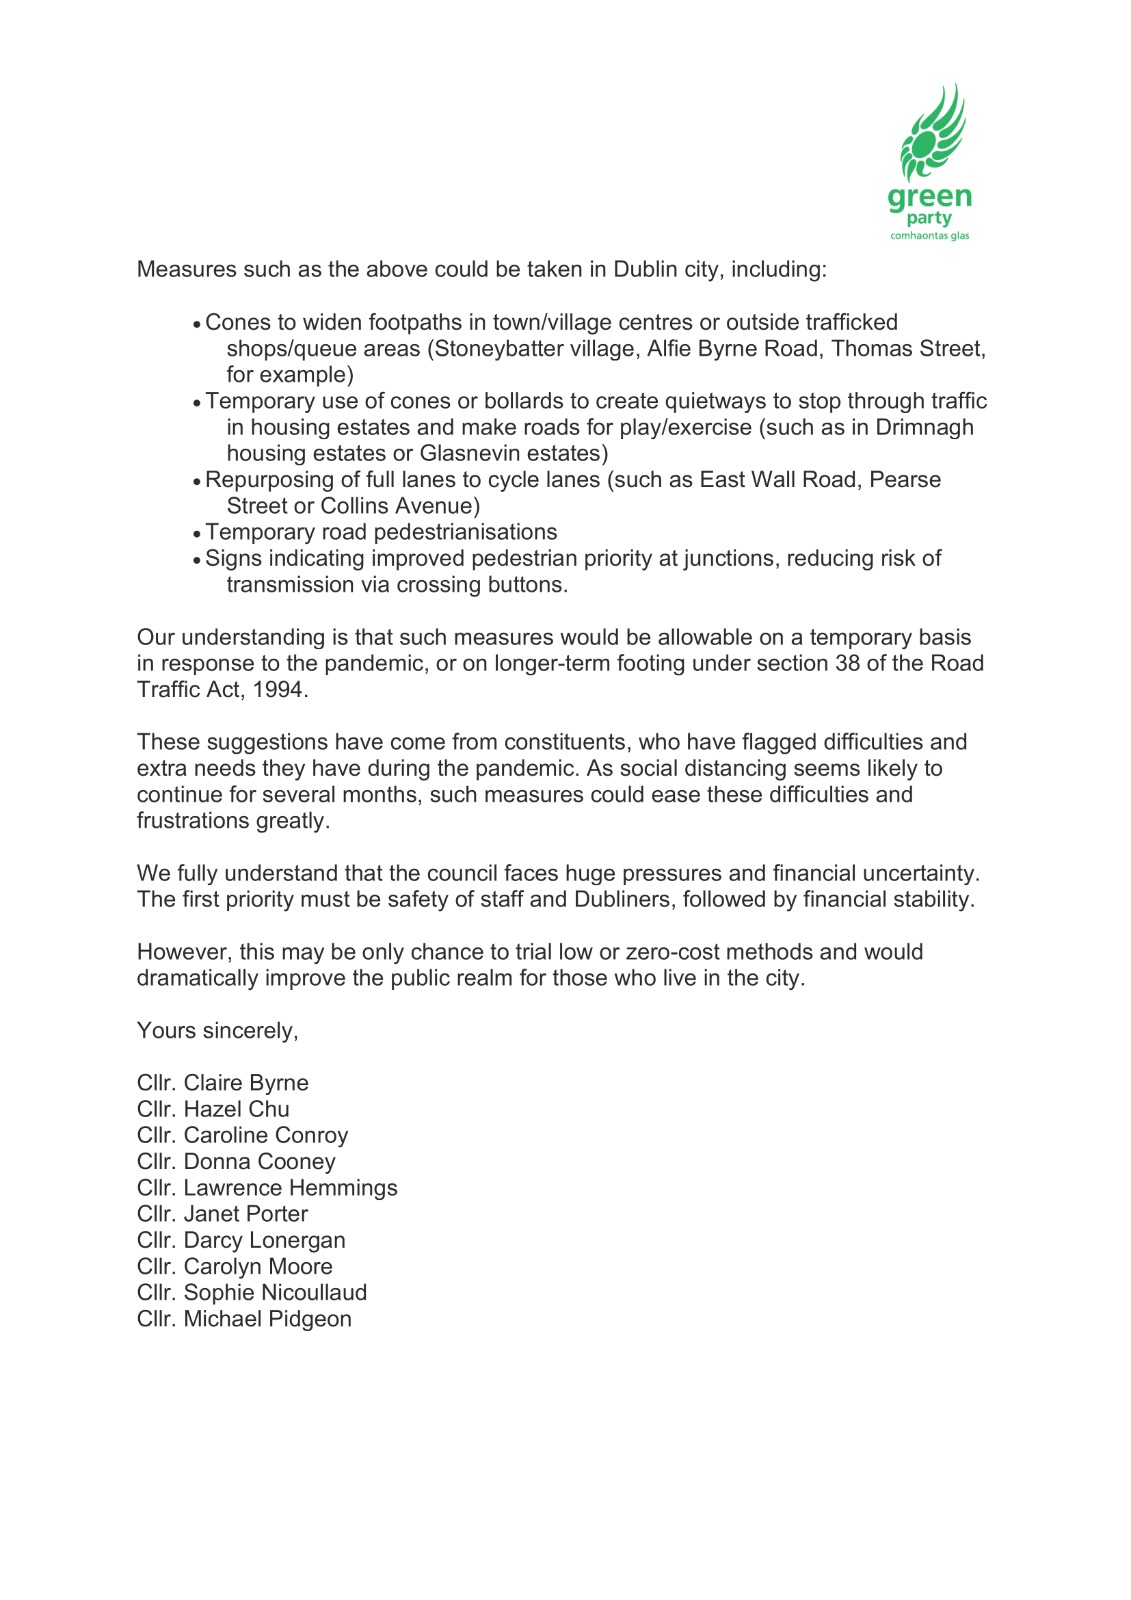 green
party
comhaontas glas
Measures such as the above could be taken in Dublin city, including:
• Cones to widen footpaths in town/village centres or outside trafficked
shops/queue areas (Stoneybatter village, Alfie Byrne Road, Thomas Street,
for example)
• Temporary use of cones or bollards to create quietways to stop through traffic
in housing estates and make roads for play/exercise (such as in Drimnagh
housing estates or Glasnevin estates)
• Repurposing of full lanes to cycle lanes (such as East Wall Road, Pearse
Street or Collins Avenue)
• Temporary road pedestrianisations
• Signs indicating improved pedestrian priority at junctions, reducing risk of
transmission via crossing buttons.
Our understanding is that such measures would be allowable on a temporary basis
in response to the pandemic, or on longer-term footing under section 38 of the Road
Traffic Act, 1994.
These suggestions have come from constituents, who have flagged difficulties and
extra needs they have during the pandemic. As social distancing seems likely to
continue for several months, such measures could ease these difficulties and
frustrations greatly.
We fully understand that the council faces huge pressures and financial uncertainty.
The first priority must be safety of staff and Dubliners, followed by financial stability.
However, this may be only chance to trial low or zero-cost methods and would
dramatically improve the public realm for those who live in the city.
Yours sincerely,
Cllr. Claire Byrne
Cllr. Hazel Chu
Cllr. Caroline Conroy
Cllr. Donna Cooney
Cllr. Lawrence Hemmings
Cllr. Janet Porter
Cllr. Darcy Lonergan
Cllr. Carolyn Moore
Cllr. Sophie Nicoullaud
Cllr. Michael Pidgeon